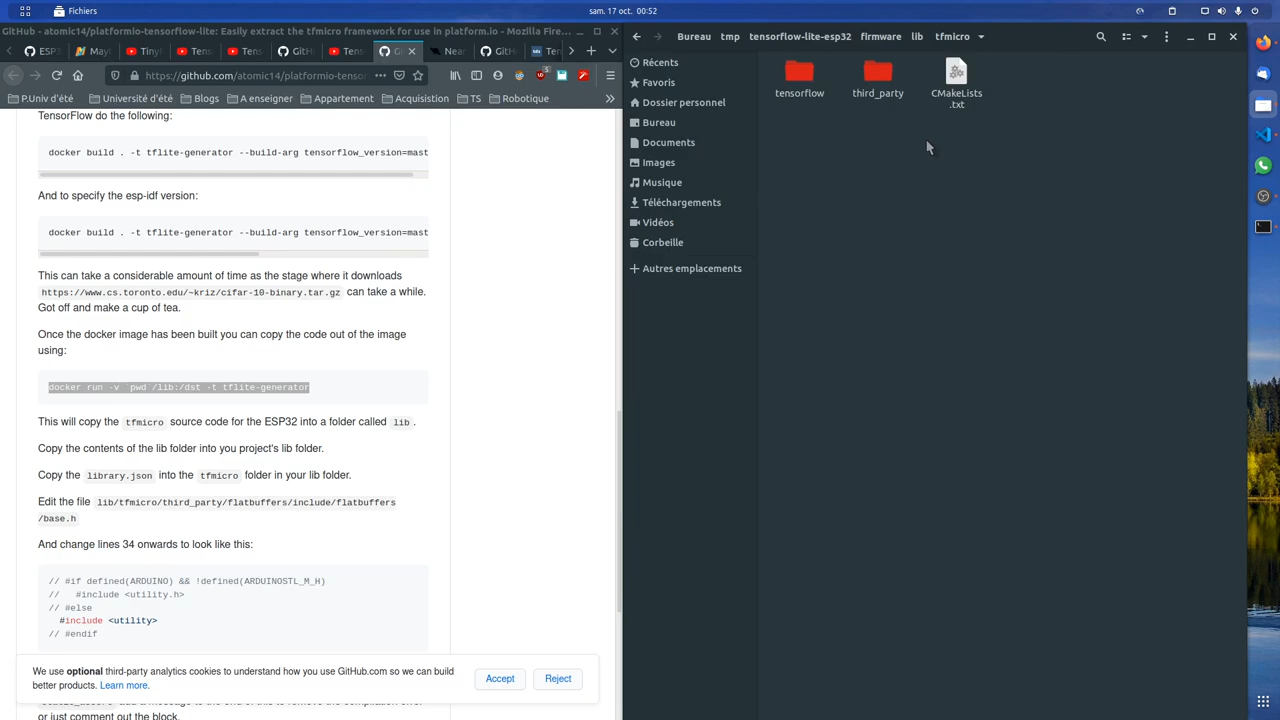 Fichiers
sam. 17 oct. 00:52
GitHub - atomic14/platformio-tensorflow-lite: Easily extract the tfmicro framework for use in platform.io - Mozilla Fire…
ESP3
Mayl
Tiny
Tens
Tens
GitH
Tens
Gi
Near
GitH
Tens
https://github.com/atomic14/platformio-tensor
P.Univ d'été
Université d'été
Blogs
A enseigner
Appartement
Acquisition
TS
Robotique
TensorFlow do the following:
docker build . -t tflite-generator --build-arg tensorflow_version=mast
And to specify the esp-idf version:
docker build . -t tflite-generator --build-arg tensorflow_version=mast
This can take a considerable amount of time as the stage where it downloads
https://www.cs.toronto.edu/~kriz/cifar-10-binary.tar.gz can take a while.
Got off and make a cup of tea.
Once the docker image has been built you can copy the code out of the image
using:
docker run -v `pwd`/lib:/dst -t tflite-generator
This will copy the tfmicro source code for the ESP32 into a folder called lib .
Copy the contents of the lib folder into you project's lib folder.
Copy the library.json into the tfmicro folder in your lib folder.
Edit the file lib/tfmicro/third_party/flatbuffers/include/flatbuffers
/base.h
And change lines 34 onwards to look like this:
// #if defined(ARDUINO) && !defined(ARDUINOSTL_M_H)
//   #include <utility.h>
// #else
#include <utility>
// #endif
We use optional third-party analytics cookies to understand how you use GitHub.com so we can build
better products. Learn more.
Accept
Reject
or just comment out the block.
Bureau
tmp
tensorflow-lite-esp32
firmware
lib
tfmicro
Récents
Favoris
Dossier personnel
Bureau
Documents
Images
Musique
Téléchargements
Vidéos
Corbeille
Autres emplacements
tensorflow
third_party
CMakeLists
.txt